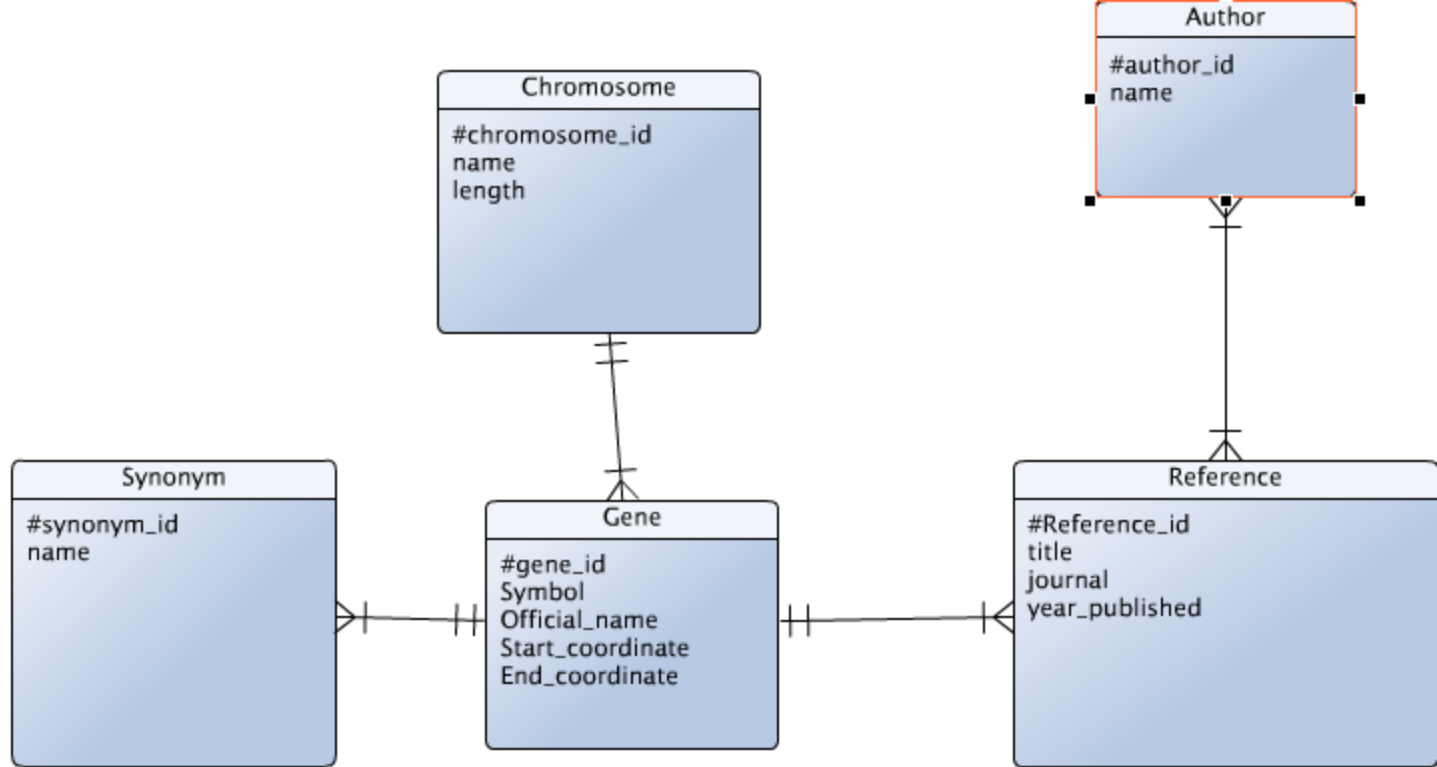 Author
#author_id
name
Chromosome
#chromosome_id
name
length
Synonym
#synonym_id
name
Gene
#gene_id
Symbol
Official_name
Start_coordinate
End_coordinate
Reference
#Reference_id
title
journal
year_published